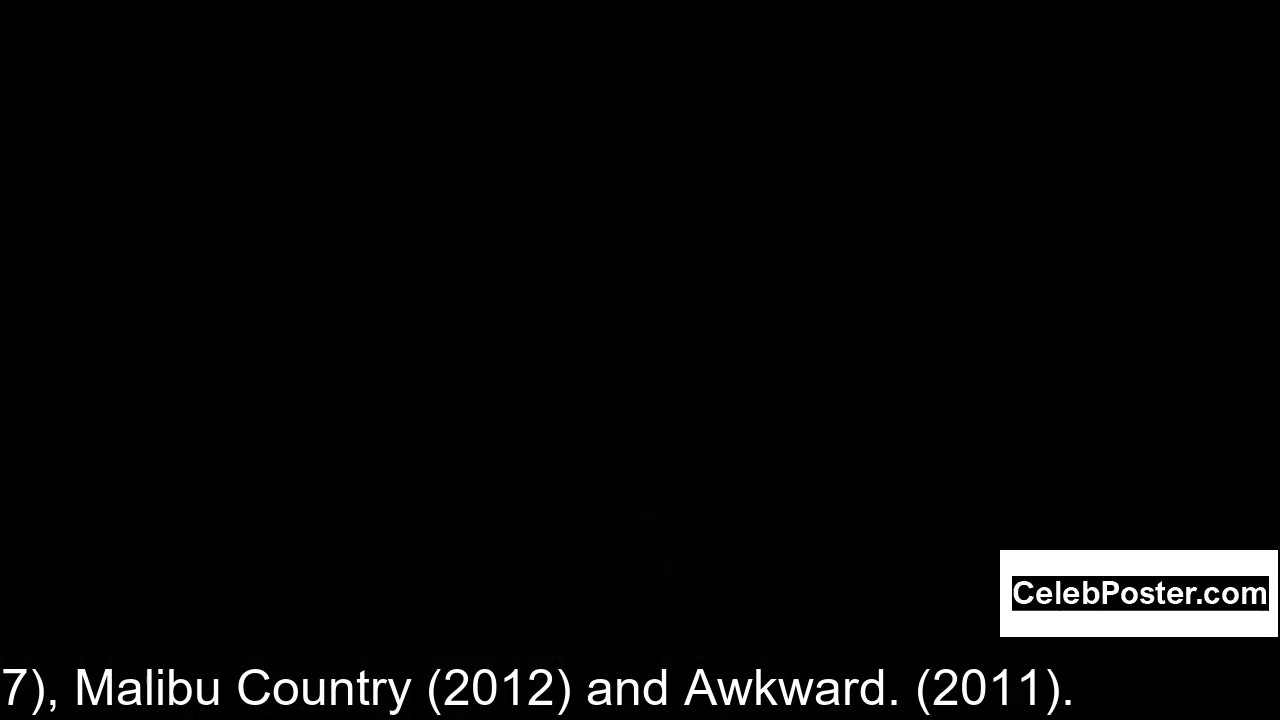 CelebPoster.com
7), Malibu Country (2012) and Awkward. (2011).